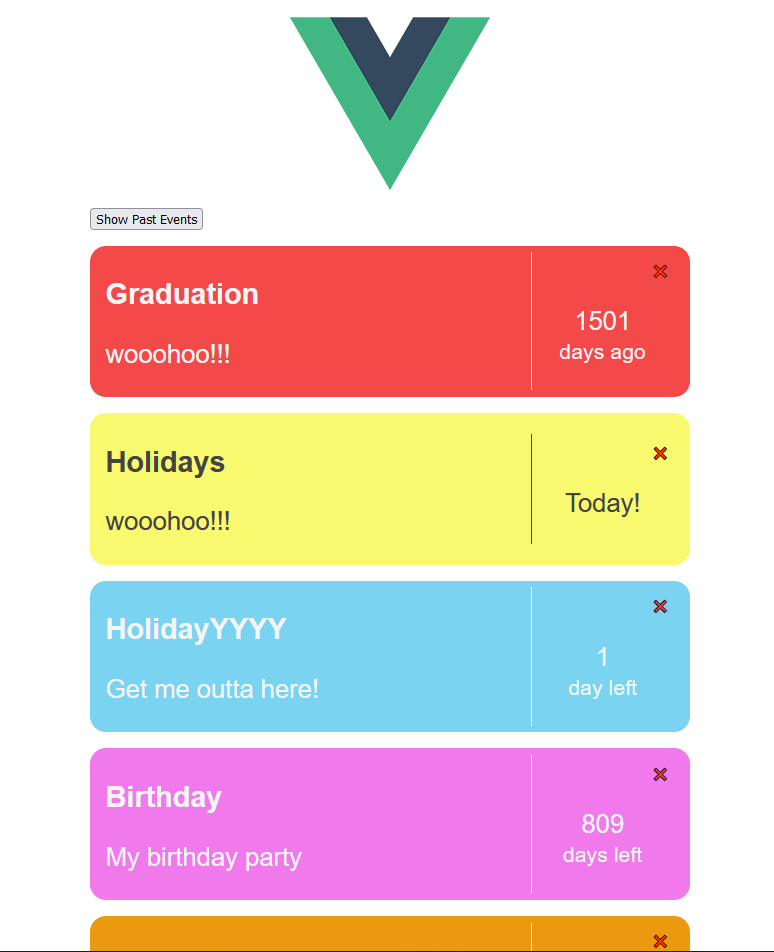 Show Past Events
Graduation
wooohoo!!!
1501
days ago
Holidays
wooohoo!!!
Today!
HolidayYYYY
Get me outta here!
1
day left
Birthday
My birthday party
809
days left